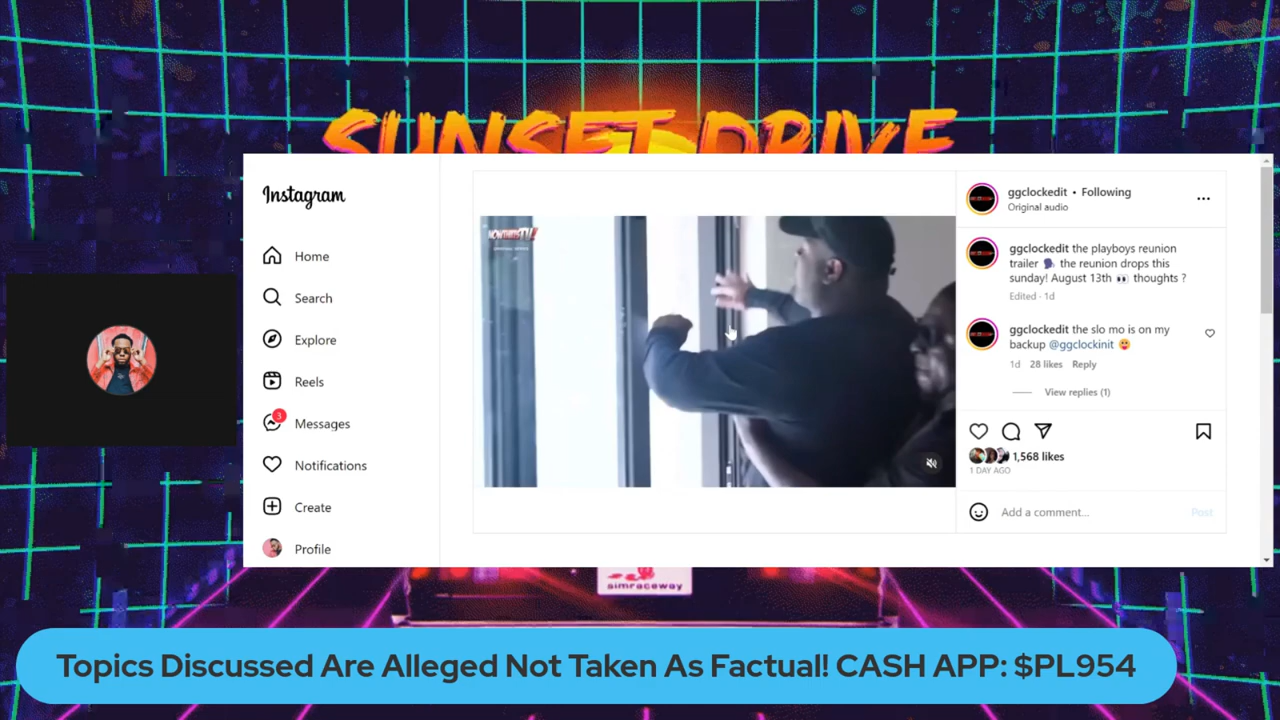 SUNSET DRIVE
Instagram
Home
Search
Explore
Reels
3
Messages
Notifications
Create
Profile
NOWTHATSTV!
ggclockedit • Following
Original audio
ggclockedit the playboys reunion
trailer 🗣 the reunion drops this
sunday! August 13th 👀 thoughts ?
Edited · 1d
ggclockedit the slo mo is on my
backup @ggclockinit 😛
1d 28 likes Reply
View replies (1)
1,568 likes
1 DAY AGO
Add a comment...
Post
simraceway
Topics Discussed Are Alleged Not Taken As Factual! CASH APP: $PL954